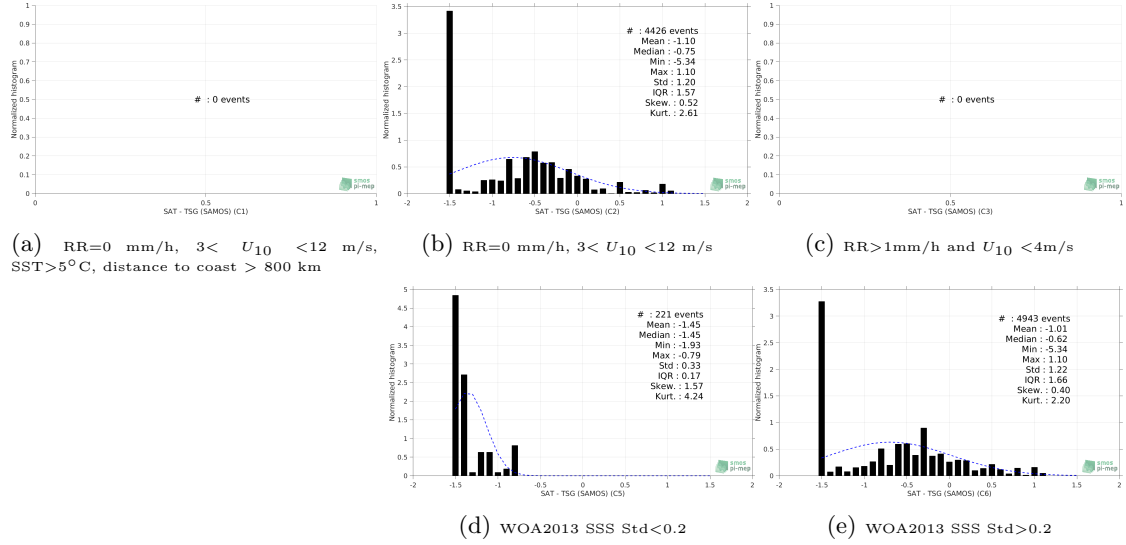 1
0.9
0.8
0.7
0.6
0.5
0.4
0.3
0.2
0.1
0
Normalized histogram
# : 0 events
smos
pi-mep
0 0.5 1
SAT - TSG (SAMOS) (C1)
(a) RR=0 mm/h, 3< U10 <12 m/s,
SST>5°C, distance to coast > 800 km
3.5
3
2.5
2
1.5
1
0.5
0
Normalized histogram
# : 4426 events
Mean : -1.10
Median : -0.75
Min : -5.34
Max : 1.10
Std : 1.20
IQR : 1.57
Skew. : 0.52
Kurt. : 2.61
smos
pi-mep
-2 -1.5 -1 -0.5 0 0.5 1 1.5 2
SAT - TSG (SAMOS) (C2)
(b) RR=0 mm/h, 3< U10 <12 m/s
1
0.9
0.8
0.7
0.6
0.5
0.4
0.3
0.2
0.1
0
Normalized histogram
# : 0 events
smos
pi-mep
0 0.5 1
SAT - TSG (SAMOS) (C3)
(c) RR>1mm/h and U10 <4m/s
5
4.5
4
3.5
3
2.5
2
1.5
1
0.5
0
Normalized histogram
# : 221 events
Mean : -1.45
Median : -1.45
Min : -1.93
Max : -0.79
Std : 0.33
IQR : 0.17
Skew. : 1.57
Kurt. : 4.24
smos
pi-mep
-2 -1.5 -1 -0.5 0 0.5 1 1.5 2
SAT - TSG (SAMOS) (C5)
(d) WOA2013 SSS Std<0.2
3.5
3
2.5
2
1.5
1
0.5
0
Normalized histogram
# : 4943 events
Mean : -1.01
Median : -0.62
Min : -5.34
Max : 1.10
Std : 1.22
IQR : 1.66
Skew. : 0.40
Kurt. : 2.20
smos
pi-mep
-2 -1.5 -1 -0.5 0 0.5 1 1.5 2
SAT - TSG (SAMOS) (C6)
(e) WOA2013 SSS Std>0.2